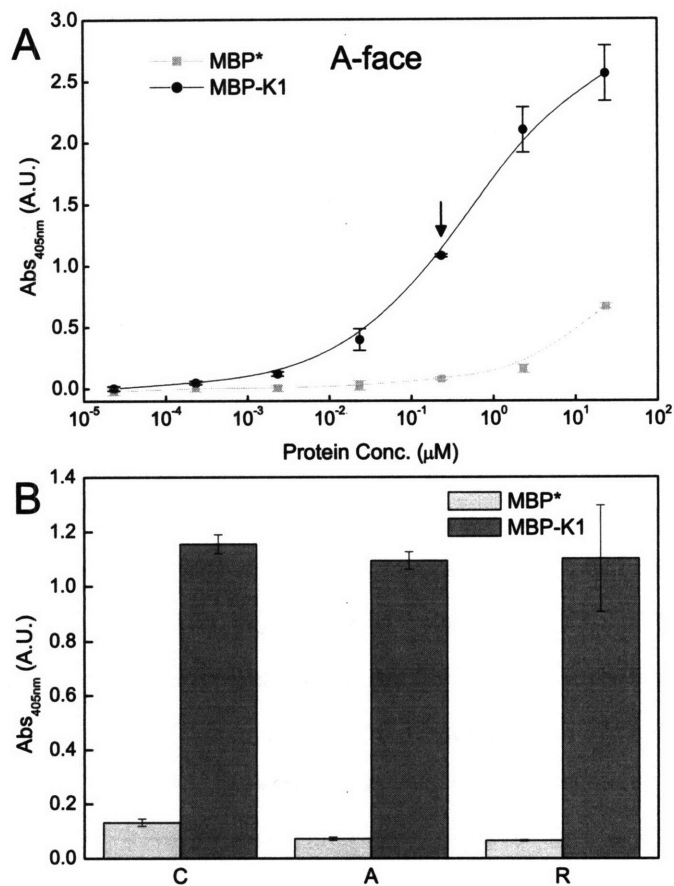 A
A-face
MBP*
MBP-K1
3.0
2.5
2.0
1.5
1.0
0.5
0.0
Abs405nm (A.U.)
10-5 10-4 10-3 10-2 10-1 100 101 102
Protein Conc. (μM)
B
MBP*
MBP-K1
1.4
1.2
1.0
0.8
0.6
0.4
0.2
0.0
Abs405nm (A.U.)
C A R